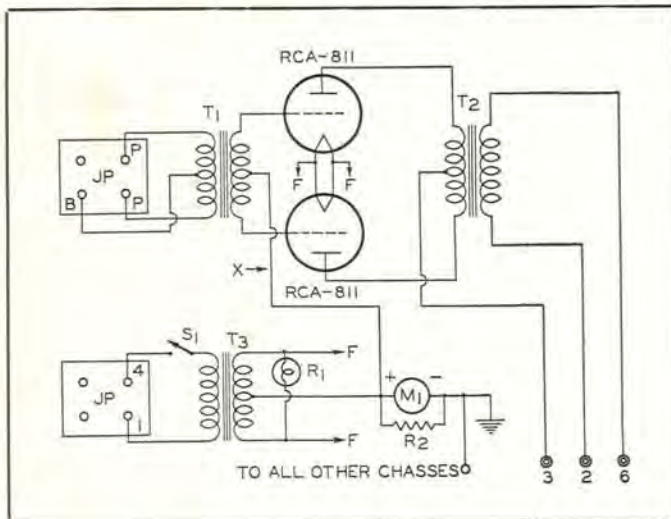 RCA-811
T1
T2
P
JP
B
P
F
F
X
RCA-811
S1
T3
F
4
R1
JP
+
M1
-
1
F
R2
TO ALL OTHER CHASSES
3
2
6